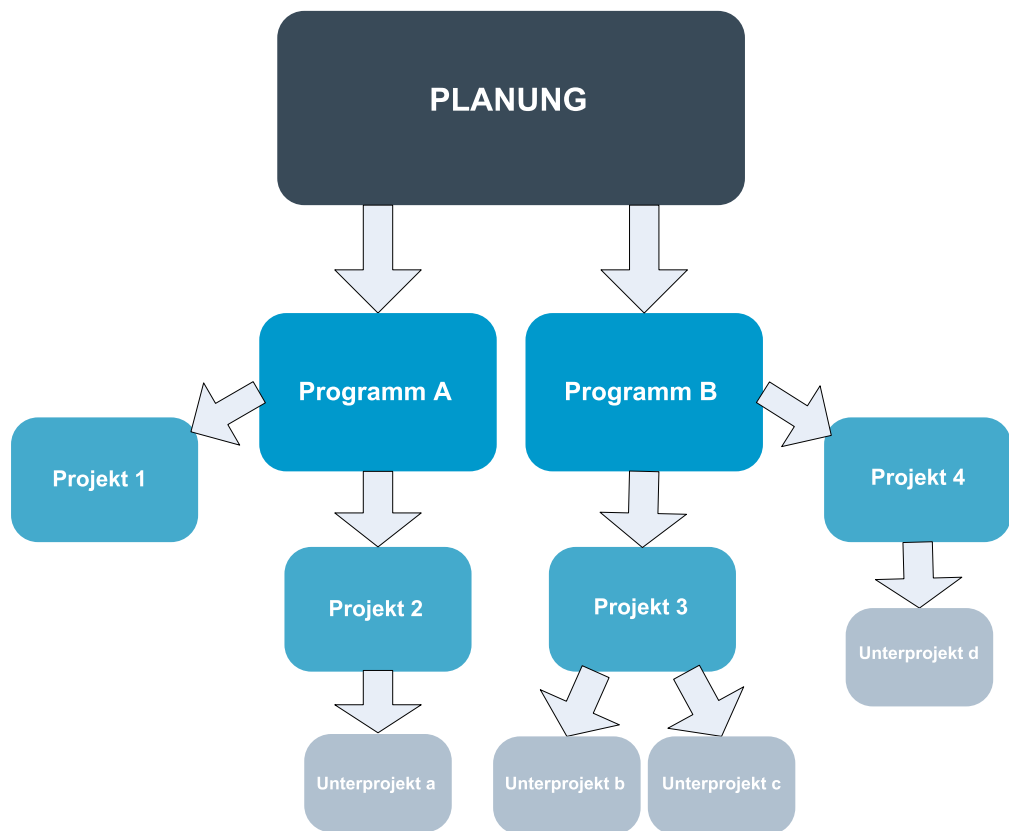 PLANUNG
Programm A
Programm B
Projekt 1
Projekt 4
Projekt 2
Projekt 3
Unterprojekt d
Unterprojekt a
Unterprojekt b
Unterprojekt c